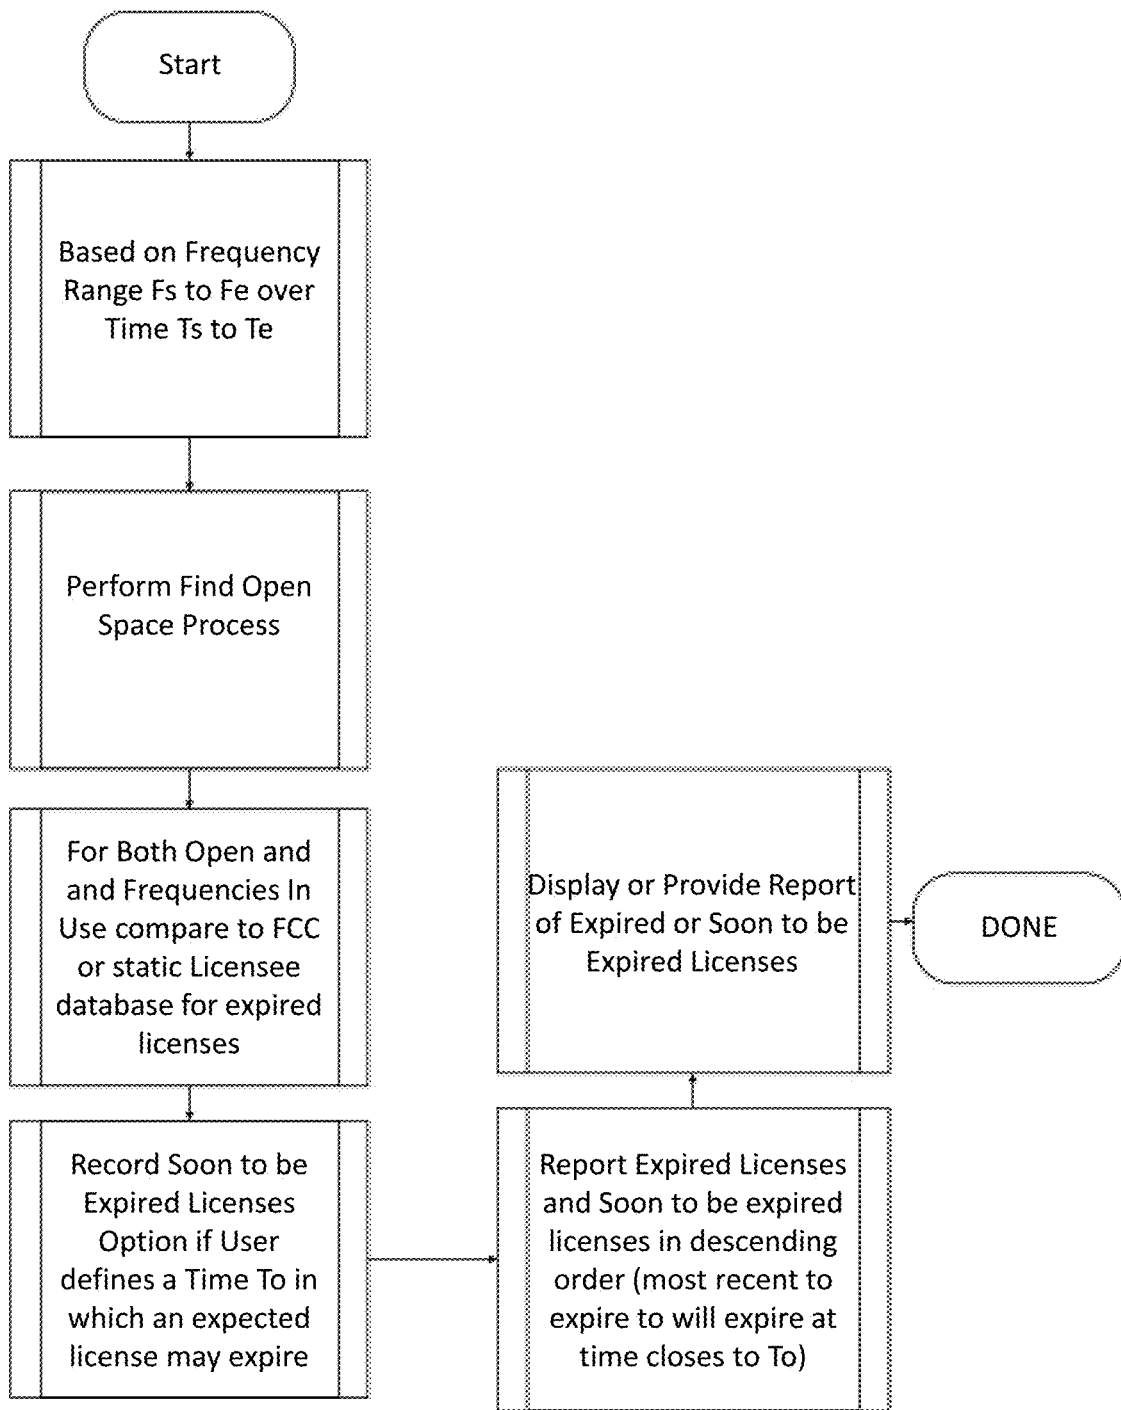 Start
Based on Frequency
Range Fs to Fe over
Time Ts to Te
Perform Find Open
Space Process
For Both Open and
and Frequencies In
Use compare to FCC
or static Licensee
database for expired
licenses
Record Soon to be
Expired Licenses
Option if User
defines a Time To in
which an expected
license may expire
Report Expired Licenses
and Soon to be expired
licenses in descending
order (most recent to
expire to will expire at
time closes to To)
Display or Provide Report
of Expired or Soon to be
Expired Licenses
DONE